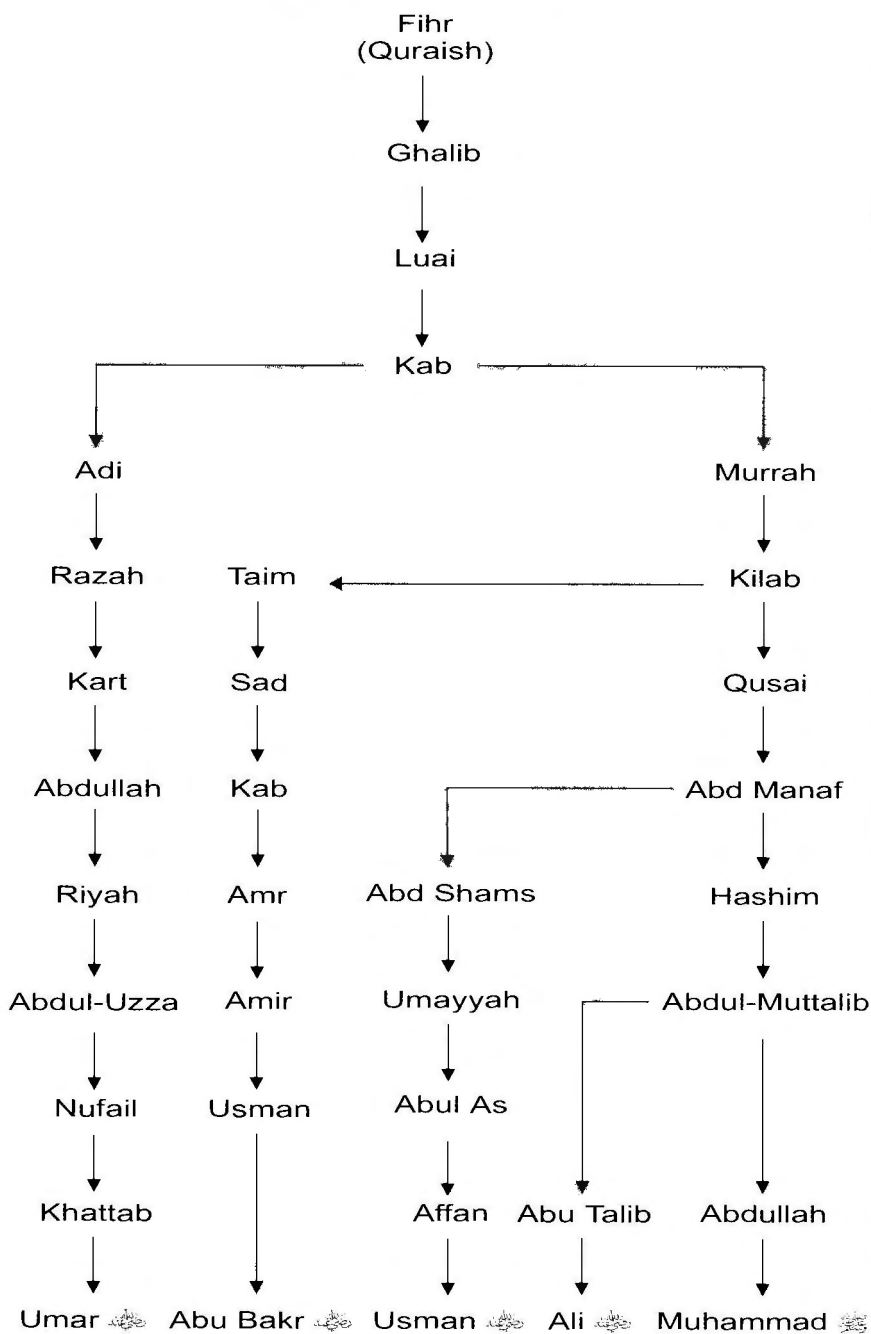 Fihr
(Quraish)
Ghalib
Luai
Kab
Adi Murrah
Razah Taim Kilab
Kart Sad Qusai
Abdullah Kab Abd Manaf
Riyah Amr Abd Shams Hashim
Abdul-Uzza Amir Umayyah Abdul-Muttalib
Nufail Usman Abul As
Khattab Affan Abu Talib Abdullah
Umar Abu Bakr Usman Ali Muhammad